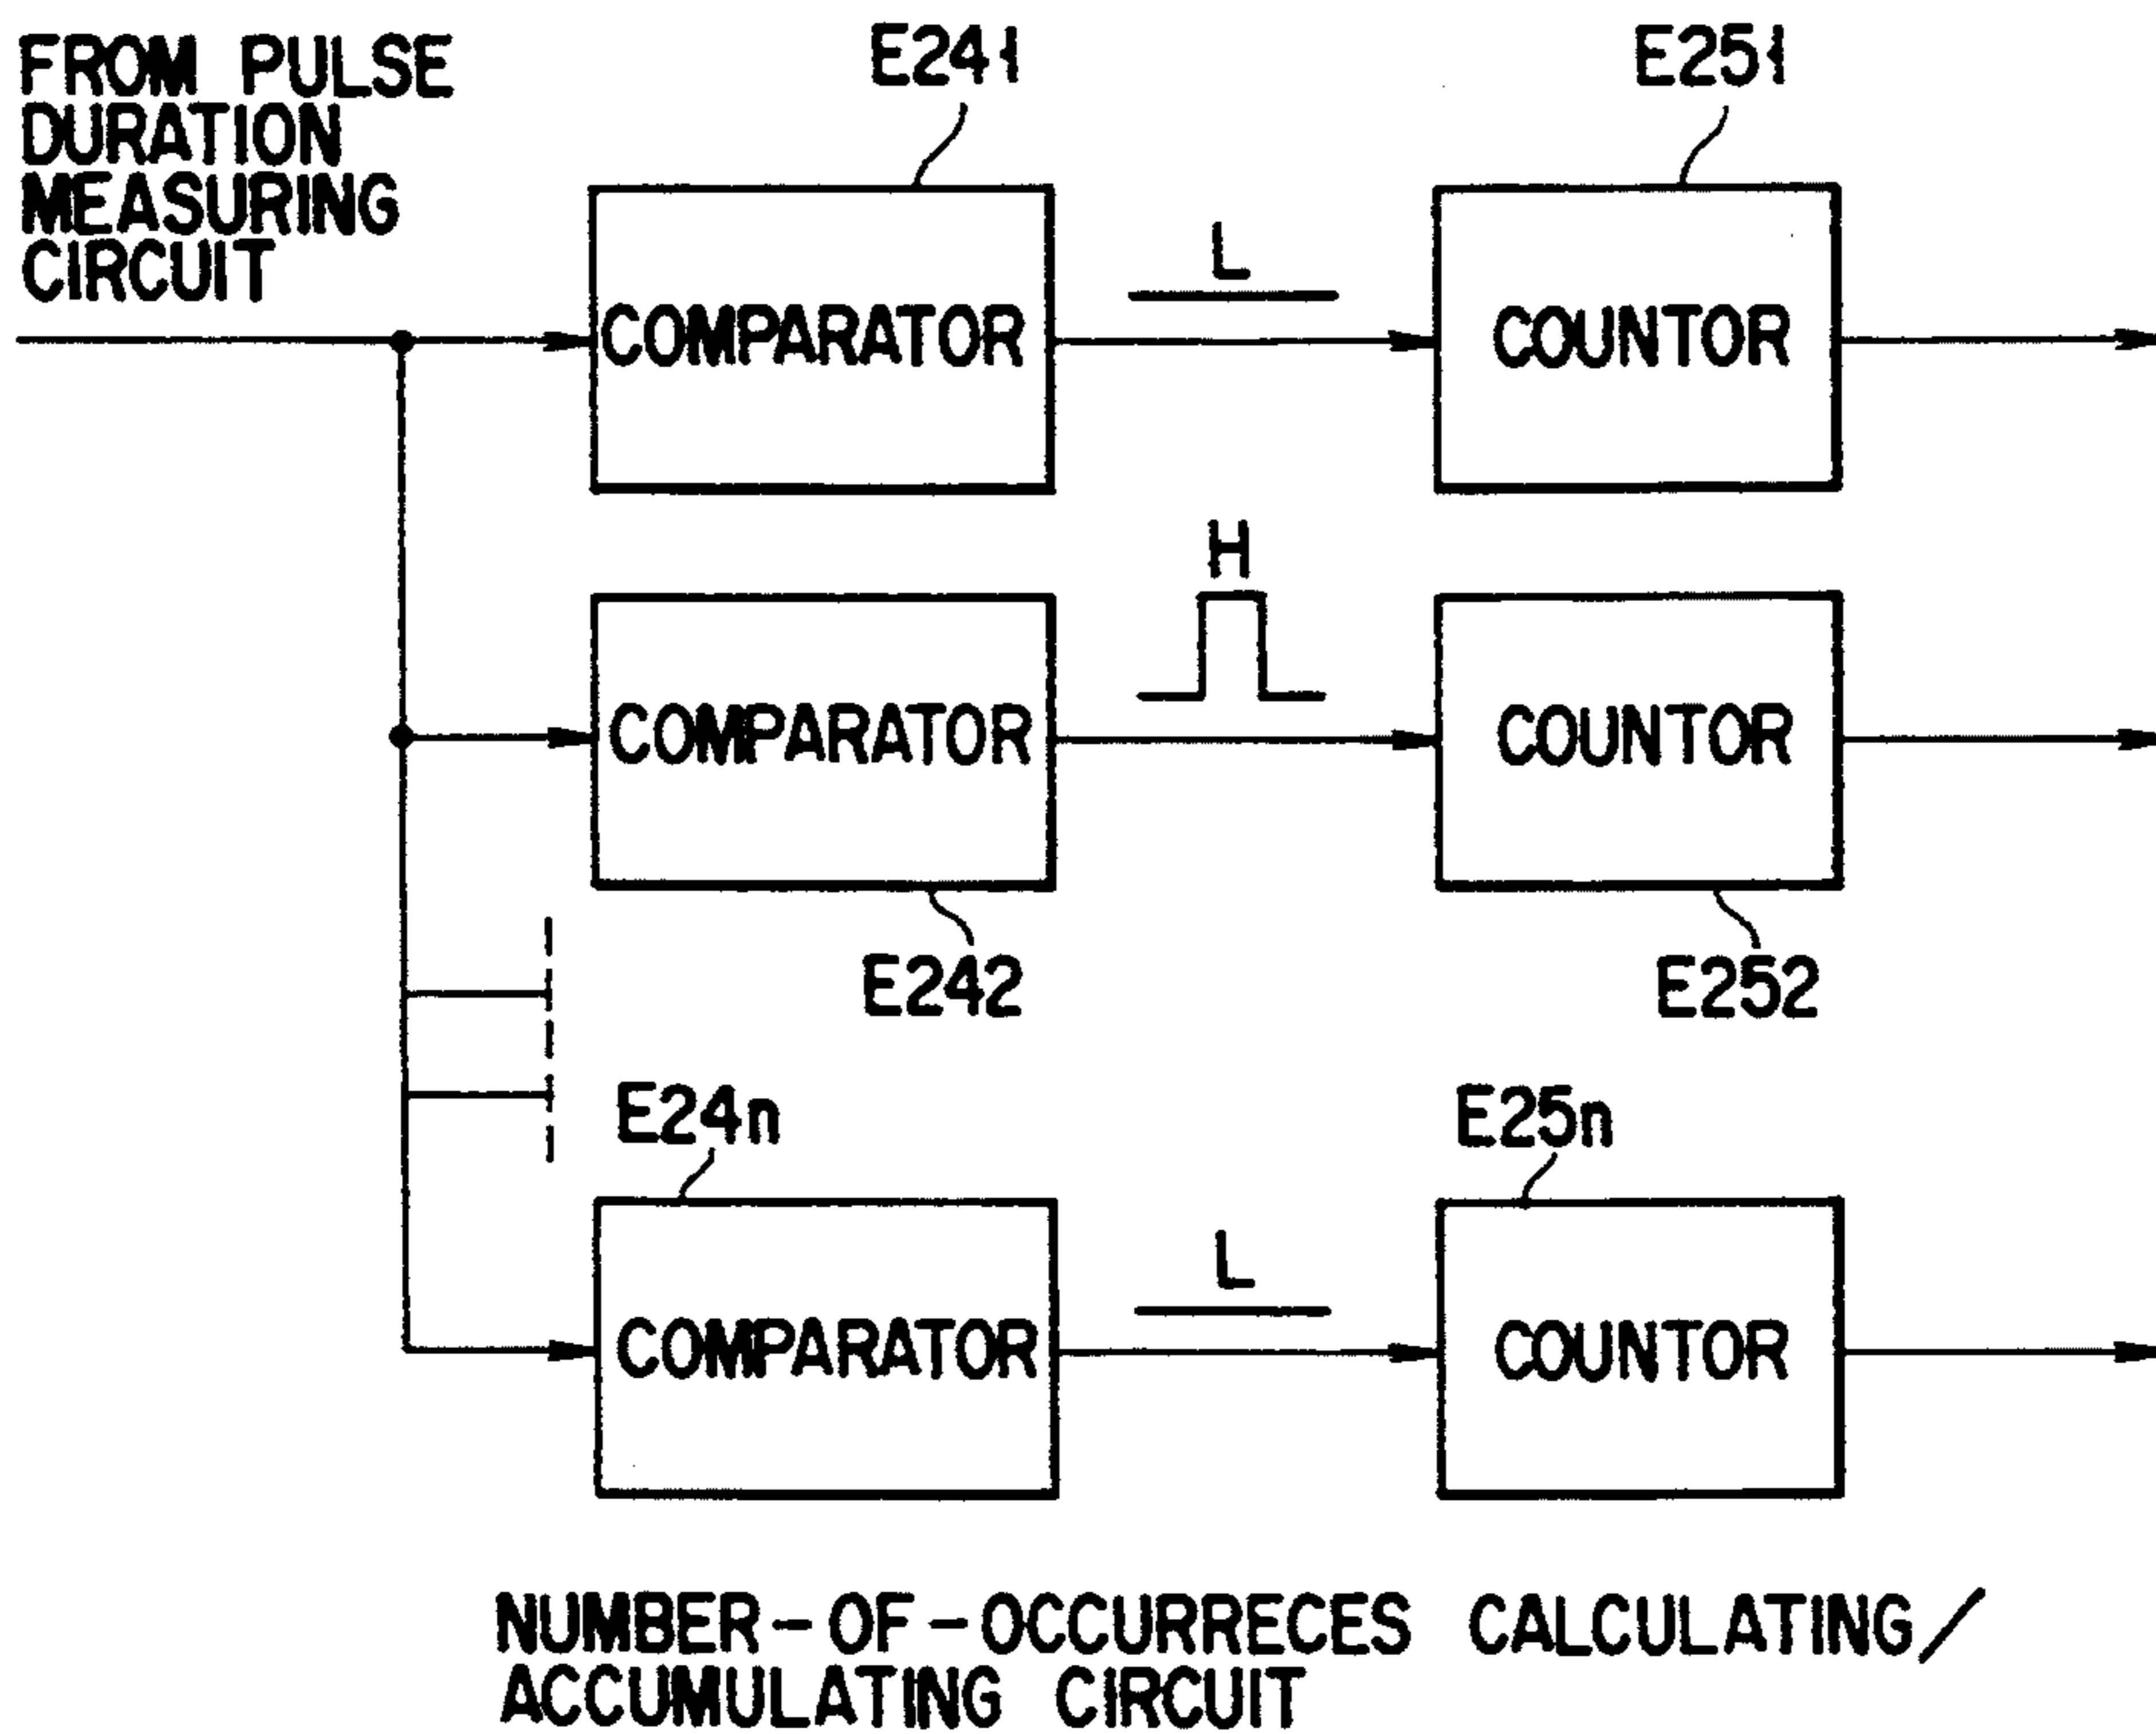 FROM PULSE
DURATION
MEASURING
CIRCUIT
E241
E251
COMPARATOR
L
COUNTOR
H
COMPARATOR
COUNTOR
E242
E252
E24n
E25n
COMPARATOR
L
COUNTOR
NUMBER-OF-OCCURRECES CALCULATING/
ACCUMULATING CIRCUIT